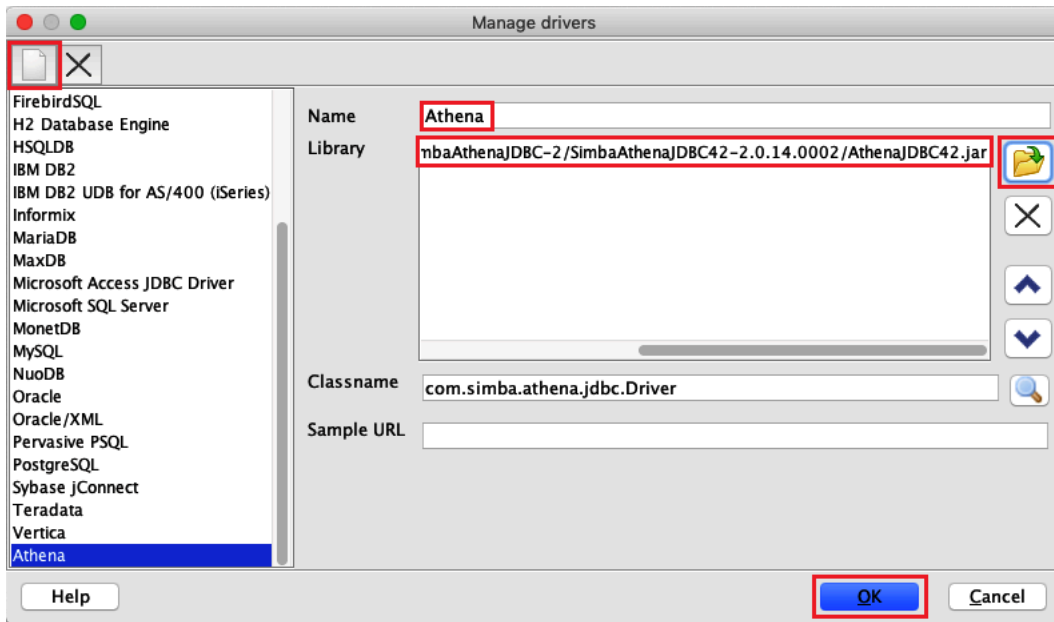 Manage drivers
FirebirdSQL
H2 Database Engine
HSQLDB
IBM DB2
IBM DB2 UDB for AS/400 (iSeries)
Informix
MariaDB
MaxDB
Microsoft Access JDBC Driver
Microsoft SQL Server
MonetDB
MySQL
NuoDB
Oracle
Oracle/XML
Pervasive PSQL
PostgreSQL
Sybase jConnect
Teradata
Vertica
Athena
Name
Athena
Library
mbaAthenaJDBC-2/SimbaAthenaJDBC42-2.0.14.0002/AthenaJDBC42.jar
Classname
com.simba.athena.jdbc.Driver
Sample URL
Help
OK
Cancel